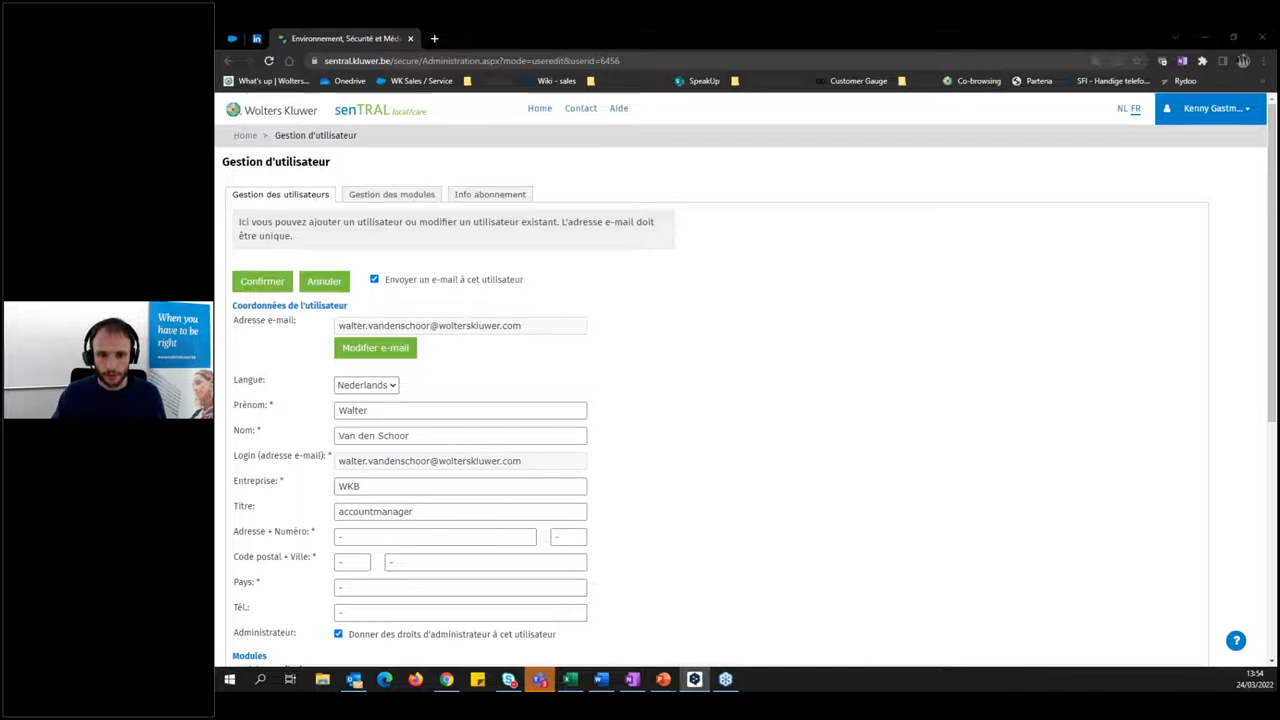 Environnement, Sécurité et Méde
sentral.kluwer.be/secure/Administration.aspx?mode=useredit&userid=6456
What's up | Wolters... Onedrive WK Sales / Service Wiki - sales SpeakUp Customer Gauge Co-browsing Partena SFI - Handige telefo... Rydoo
Wolters Kluwer senTRAL local/care Home Contact Aide NL FR Kenny Gastm...
Home > Gestion d'utilisateur
Gestion d'utilisateur
Gestion des utilisateurs Gestion des modules Info abonnement
Ici vous pouvez ajouter un utilisateur ou modifier un utilisateur existant. L'adresse e-mail doit
être unique.
Confirmer Annuler Envoyer un e-mail à cet utilisateur
Coordonnées de l'utilisateur
Adresse e-mail: walter.vandenschoor@wolterskluwer.com
Modifier e-mail
Langue: Nederlands
Prénom: * Walter
Nom: * Van den Schoor
Login (adresse e-mail): * walter.vandenschoor@wolterskluwer.com
Entreprise: * WKB
Titre: accountmanager
Adresse + Numéro: * - -
Code postal + Ville: * - -
Pays: * -
Tél.: -
Administrateur: Donner des droits d'administrateur à cet utilisateur
Modules
When you
have to be
right
13:54
24/03/2022